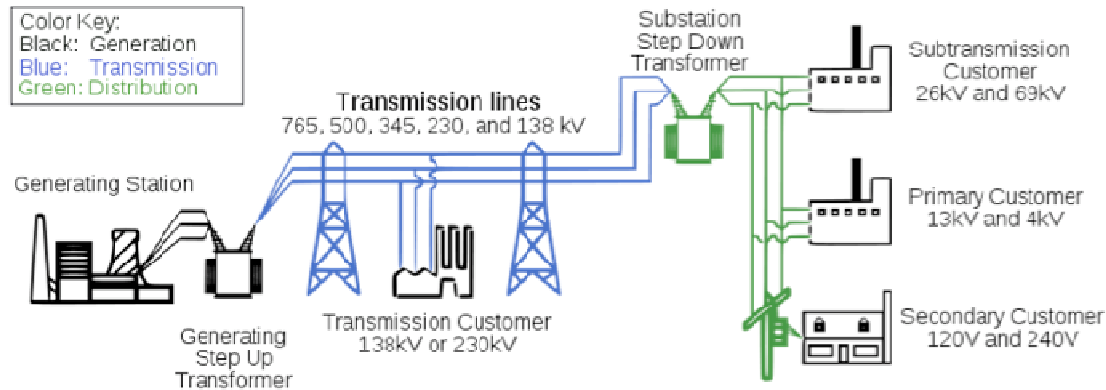 Color Key:
Black: Generation
Blue: Transmission
Green: Distribution
Substation
Step Down
Transformer
Subtransmission
Customer
26kV and 69kV
Transmission lines
765, 500, 345, 230, and 138 kV
Generating Station
Primary Customer
13kV and 4kV
Transmission Customer
138kV or 230kV
Generating
Step Up
Transformer
Secondary Customer
120V and 240V